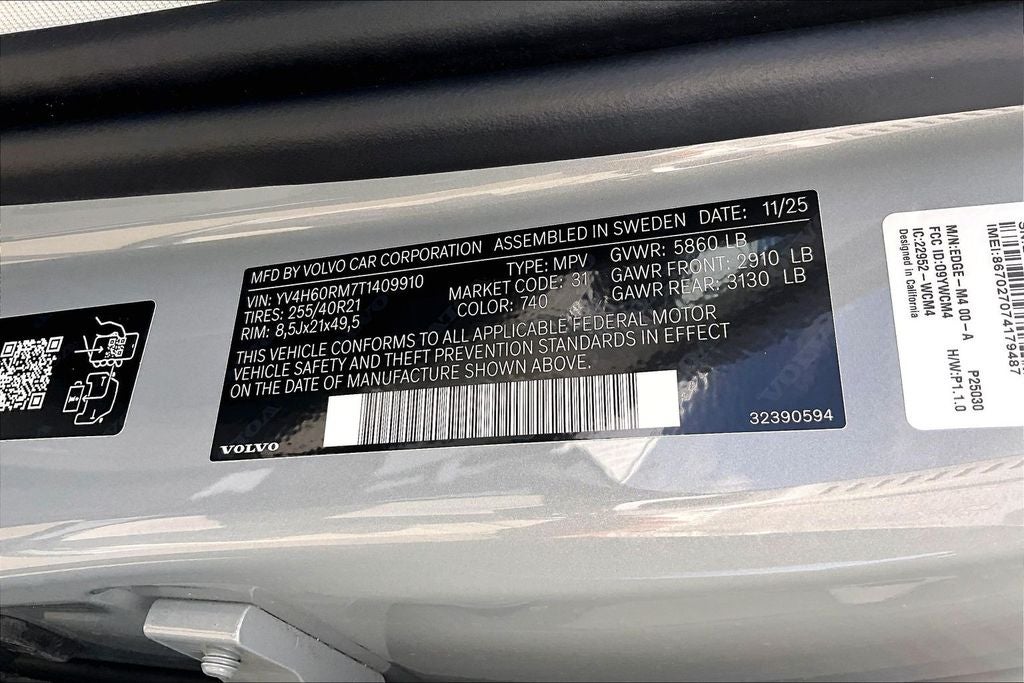 MFD BY VOLVO CAR CORPORATION ASSEMBLED IN SWEDEN DATE: 11/25
VIN: YV4H60RM7T1409910 TYPE: MPV GVWR: 5860 LB
TIRES: 255/40R21 MARKET CODE: 31 GAWR FRONT: 2910 LB
RIM: 8,5Jx21x49,5 COLOR: 740 GAWR REAR: 3130 LB
THIS VEHICLE CONFORMS TO ALL APPLICABLE FEDERAL MOTOR
VEHICLE SAFETY AND THEFT PREVENTION STANDARDS IN EFFECT
ON THE DATE OF MANUFACTURE SHOWN ABOVE.
VOLVO
32390594
IMEI:867027074179487
M/N:EDGE-M4 00-A P25030
FCC ID:O9YWCM4 H/W:P1.1.0
IC:22952-WCM4
Designed in California